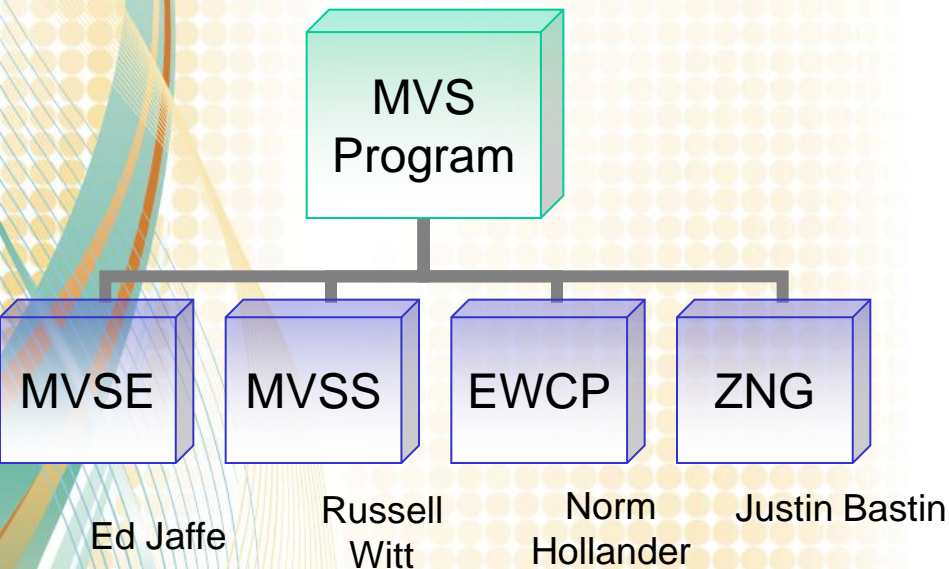 MVS
Program
MVSE
MVSS
EWCP
ZNG
Ed Jaffe
Russell
Witt
Norm
Hollander
Justin Bastin